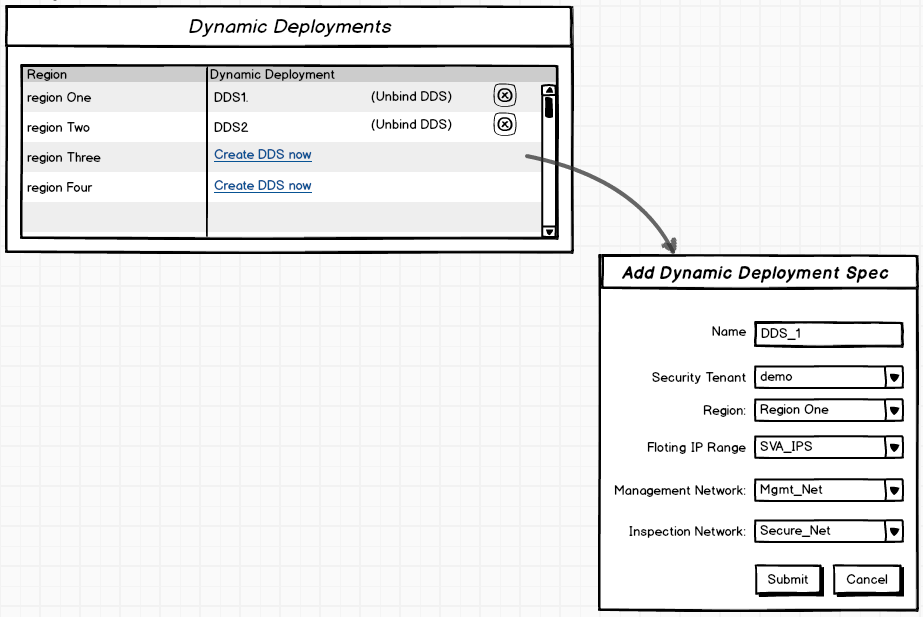 Dynamic Deployments
Region Dynamic Deployment
region One DDS1. (Unbind DDS)
region Two DDS2 (Unbind DDS)
region Three Create DDS now
region Four Create DDS now
Add Dynamic Deployment Spec
Name DDS_1
Security Tenant demo
Region: Region One
Floting IP Range SVA_IPS
Management Network: Mgmt_Net
Inspection Network: Secure_Net
Submit Cancel